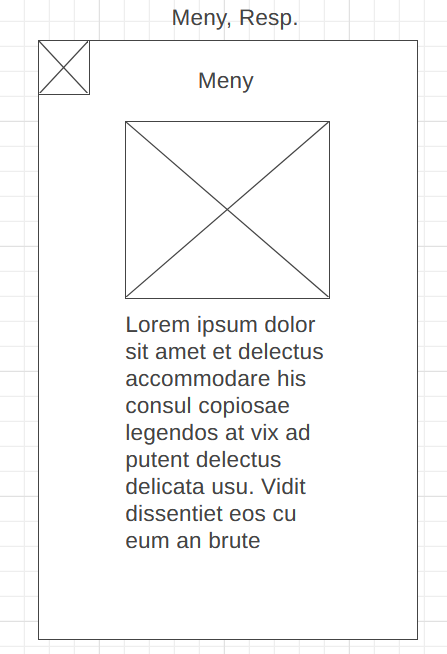 Meny, Resp.
Meny
Lorem ipsum dolor
sit amet et delectus
accommodare his
consul copiosae
legendos at vix ad
putent delectus
delicata usu. Vidit
dissentiet eos cu
eum an brute